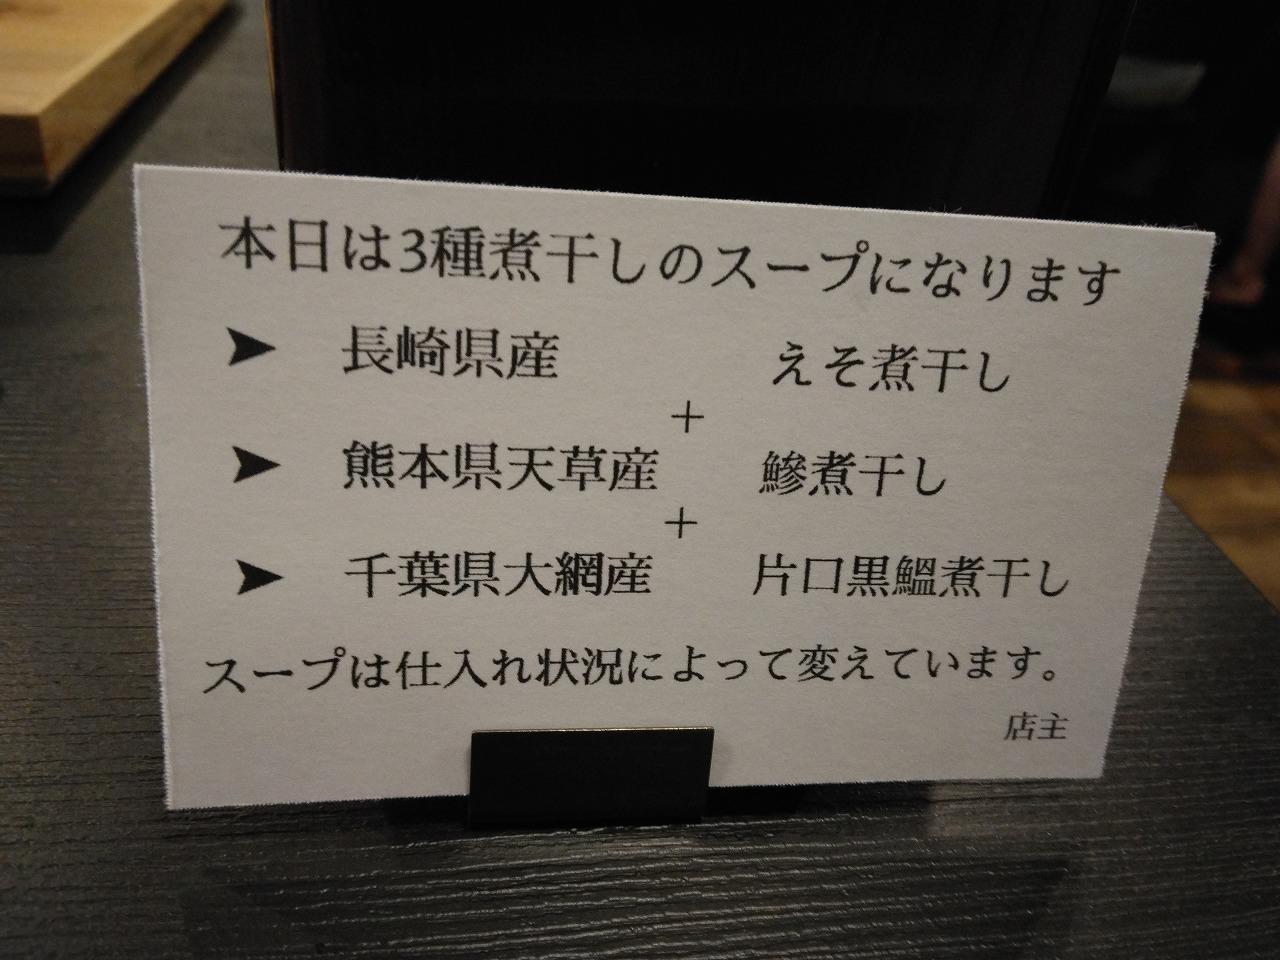 本日は3種煮干しのスープになります
➤ 長崎県産 えそ煮干し
＋
➤ 熊本県天草産 鯵煮干し
＋
➤ 千葉県大網産 片口黒鰮煮干し
スープは仕入れ状況によって変えています。
店主